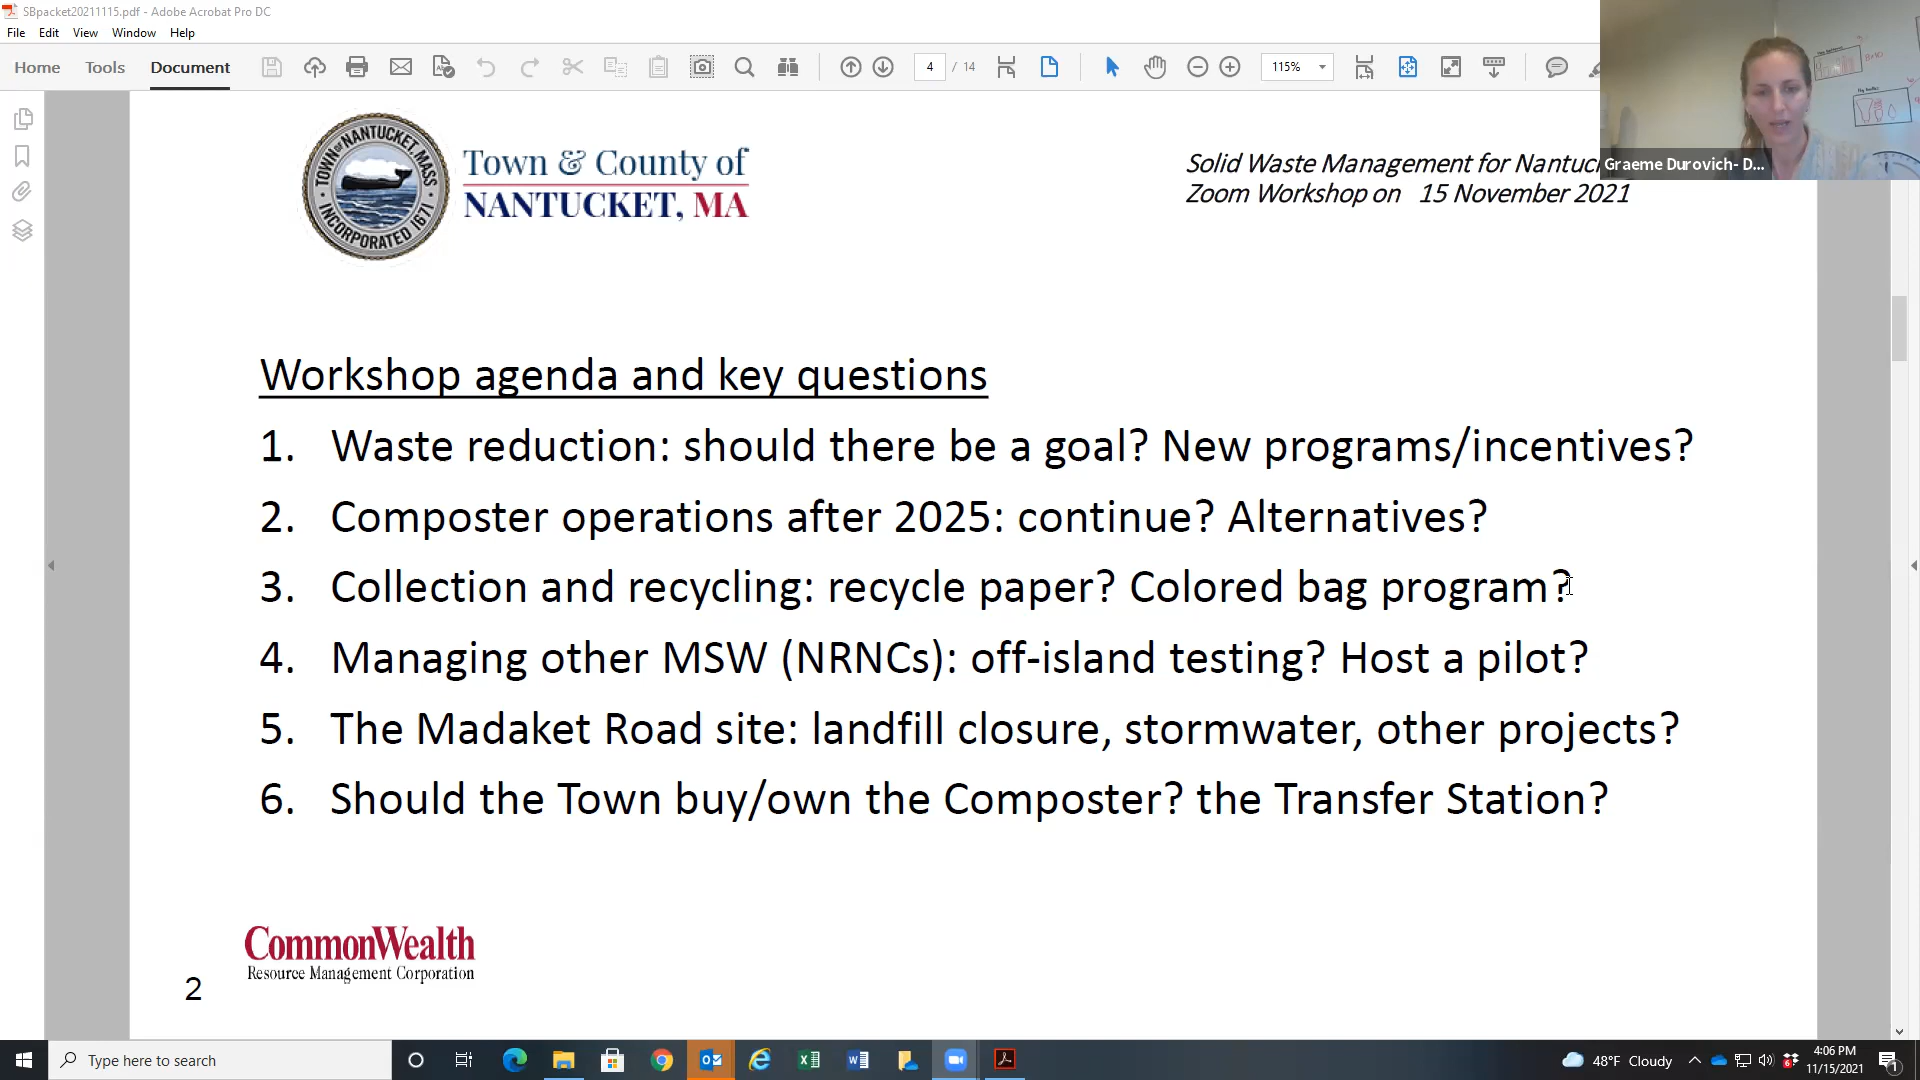 SBpacket20211115.pdf - Adobe Acrobat Pro DC
File Edit View Window Help
Home Tools Document 4 / 14 115%
TOWN OF NANTUCKET, MASS
INCORPORATED 1671
Town & County of
NANTUCKET, MA
Solid Waste Management for
Zoom Workshop on 15 November 2021
Graeme Durovich- D...
Workshop agenda and key questions
1. Waste reduction: should there be a goal? New programs/incentives?
2. Composter operations after 2025: continue? Alternatives?
3. Collection and recycling: recycle paper? Colored bag program?
4. Managing other MSW (NRNCs): off-island testing? Host a pilot?
5. The Madaket Road site: landfill closure, stormwater, other projects?
6. Should the Town buy/own the Composter? the Transfer Station?
CommonWealth
Resource Management Corporation
2
Type here to search
48°F Cloudy
4:06 PM
11/15/2021